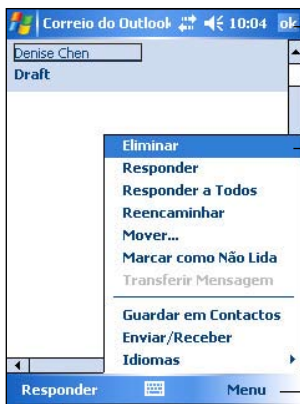 Correio do Outlook 10:04 ok
Denise Chen
Draft
Eliminar
Responder
Responder a Todos
Reencaminhar
Mover...
Marcar como Não Lida
Transferir Mensagem
Guardar em Contactos
Enviar/Receber
Idiomas
Responder Menu